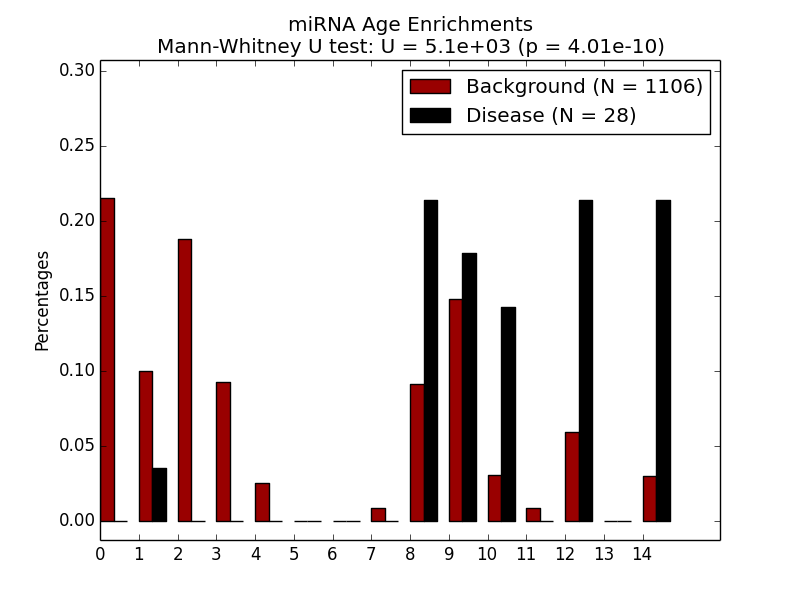 miRNA Age Enrichments
Mann-Whitney U test: U = 5.1e+03 (p = 4.01e-10)
Background (N = 1106)
Disease (N = 28)
Percentages
0.30
0.25
0.20
0.15
0.10
0.05
0.00
0 1 2 3 4 5 6 7 8 9 10 11 12 13 14